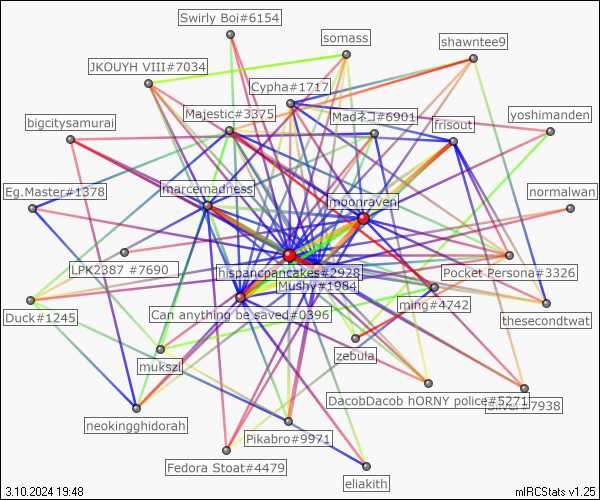 Swirly Boi#6154
somass
shawntee9
JKOUYH VIII#7034
Cypha#1717
Majestic#3375
Madネコ#6901
yoshimanden
bigcitysamurai
frisout
Eg.Master#1378
marcemadness
moonraven
normalwan
LPK2387 #7690
hispancpancakes#2928
Pocket Persona#3326
Mushy#1984
Duck#1245
Can anything be saved#0396
ming#4742
thesecondtwat
mukszi
zebula
DacobDacob hORNY police#5271
Silver#7938
neokingghidorah
Pikabro#9971
Fedora Stoat#4479
eliakith
3.10.2024 19:48
mIRCStats v1.25